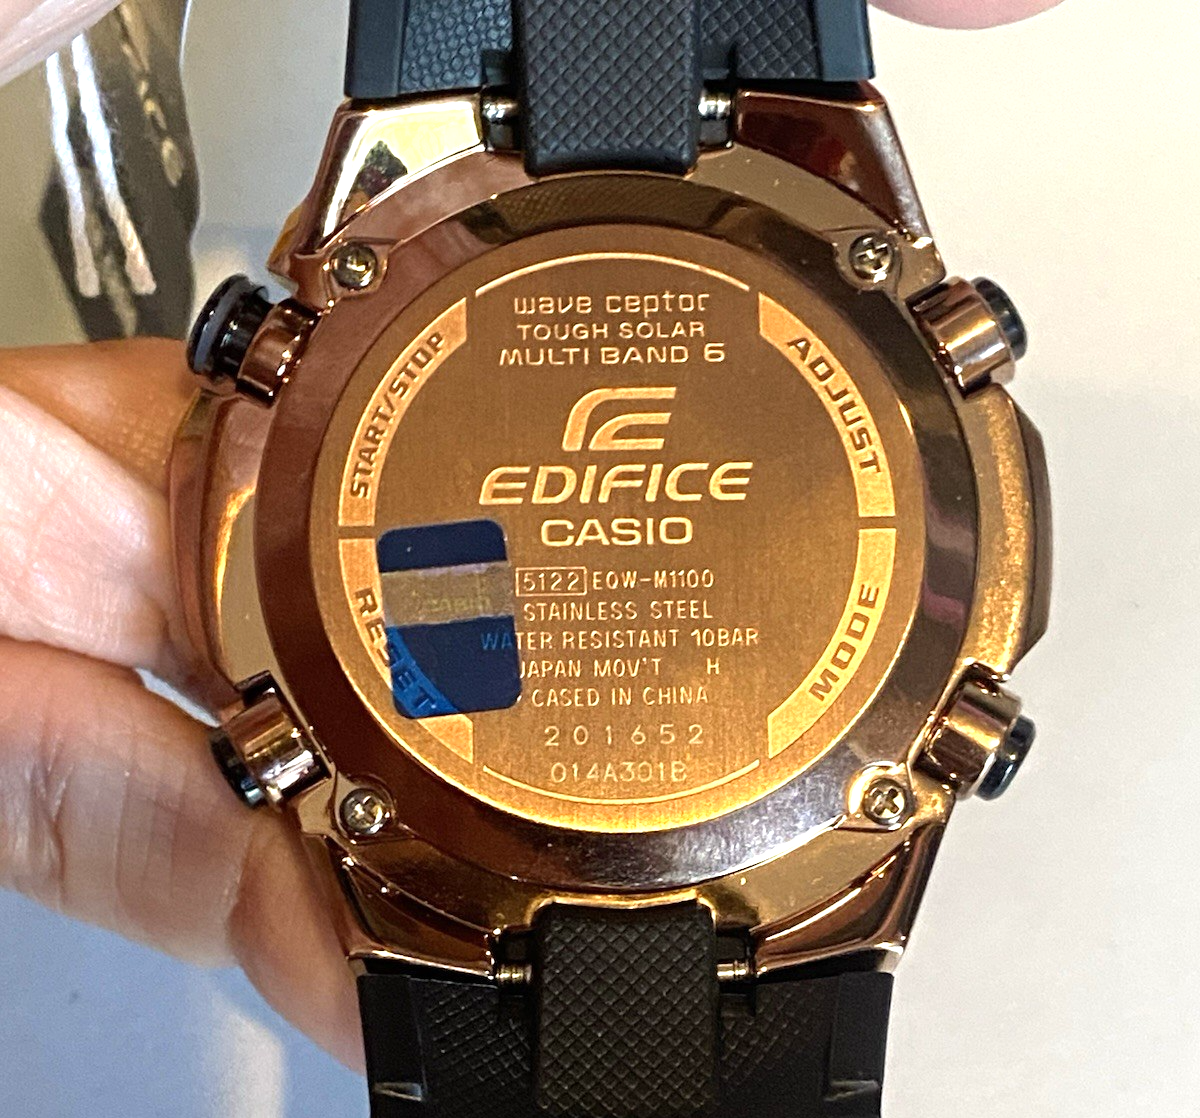 wave ceptor
TOUGH SOLAR
MULTI BAND 6
START/STOP
ADJUST
EDIFICE
CASIO
5122 EQW-M1100
STAINLESS STEEL
WATER RESISTANT 10BAR
JAPAN MOV'T H
CASED IN CHINA
RESET
MODE
201652
014A301B